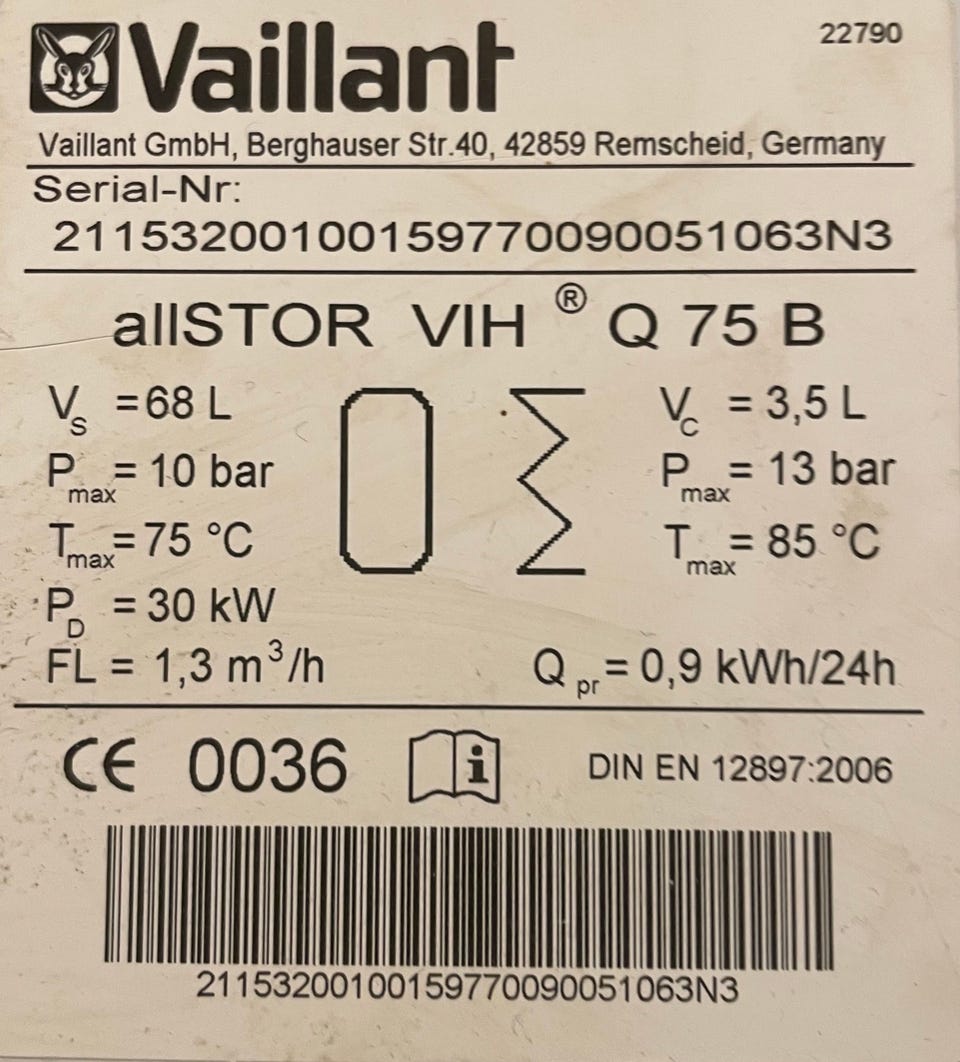 Vaillant
22790
Vaillant GmbH, Berghauser Str.40, 42859 Remscheid, Germany
Serial-Nr:
21153200100159770090051063N3
allSTOR VIH ® Q 75 B
Vs = 68 L
Vc = 3,5 L
Pmax = 10 bar
Pmax = 13 bar
Tmax = 75 °C
Tmax = 85 °C
PD = 30 kW
FL = 1,3 m³/h
Qpr = 0,9 kWh/24h
CE 0036
i
DIN EN 12897:2006
21153200100159770090051063N3